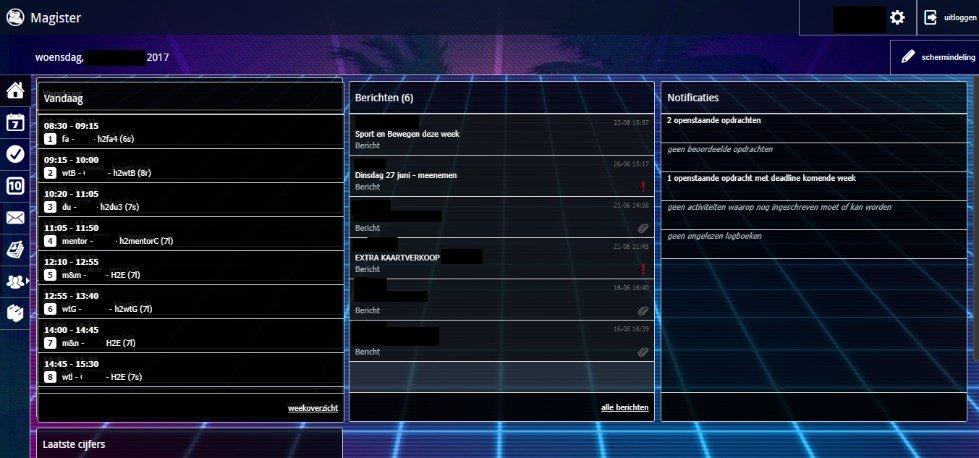 Magister
uitloggen
woensdag, 2017
schermindeling
Vandaag
08:30 - 09:15
1 fa - - h2fa4 (6s)
09:15 - 10:00
2 wtB - - h2wtB (8r)
10:20 - 11:05
3 du - - h2du3 (7s)
11:05 - 11:50
4 mentor - - h2mentorC (7l)
12:10 - 12:55
5 m&m - - H2E (7l)
12:55 - 13:40
6 wtG - - h2wtG (7l)
14:00 - 14:45
7 m&n - H2E (7l)
14:45 - 15:30
8 wtl - - H2E (7s)
weekoverzicht
Berichten (6)
22-08 15:57
Sport en Bewegen deze week
Bericht
26-06 15:17
Dinsdag 27 juni - meenemen
Bericht
21-06 14:58
Bericht
21-06 11:45
EXTRA KAARTVERKOOP
Bericht
16-06 16:40
Bericht
16-06 16:39
Bericht
alle berichten
Notificaties
2 openstaande opdrachten
geen beoordeelde opdrachten
1 openstaande opdracht met deadline komende week
geen activiteiten waarop nog ingeschreven moet of kan worden
geen ongelezen logboeken
7
10
Laatste cijfers